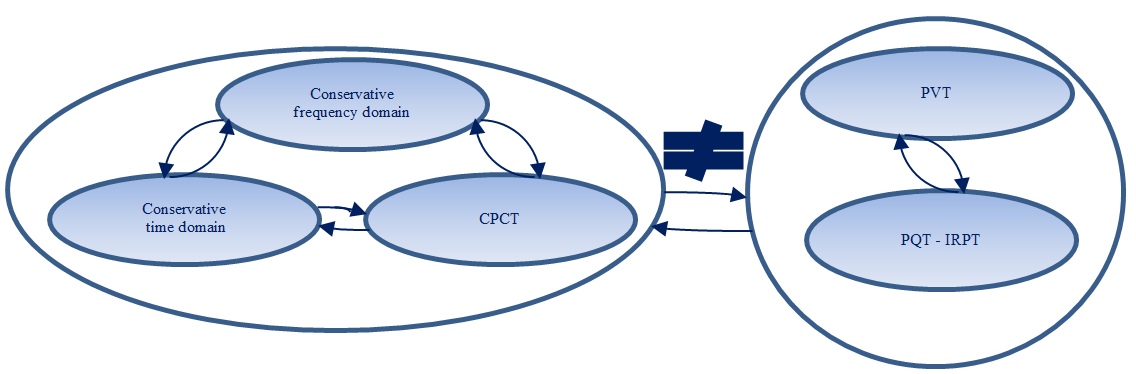 Conservative
frequency domain
Conservative
time domain
CPCT
PVT
PQT - IRPT